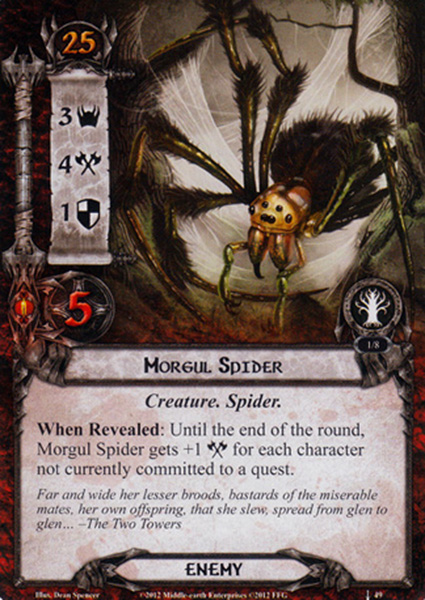 25
3
4
1
5
1/8
Morgul Spider
Creature. Spider.
When Revealed: Until the end of the round,
Morgul Spider gets +1 for each character
not currently committed to a quest.
Far and wide her lesser broods, bastards of the miserable
mates, her own offspring, that she slew, spread from glen to
glen… –The Two Towers
ENEMY
Illus. Dean Spencer ©2012 Middle-earth Enterprises ©2012 FFG 49